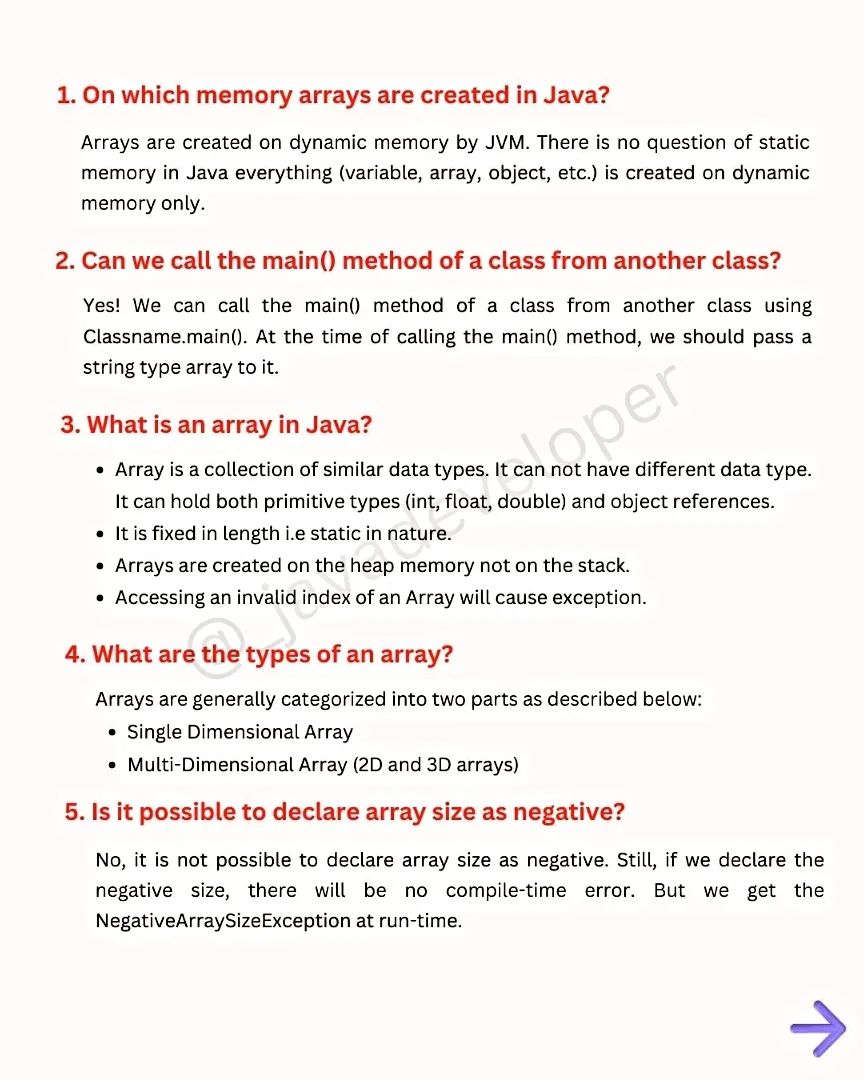 1. On which memory arrays are created in Java?
Arrays are created on dynamic memory by JVM. There is no question of static
memory in Java everything (variable, array, object, etc.) is created on dynamic
memory only.
2. Can we call the main() method of a class from another class?
Yes! We can call the main() method of a class from another class using
Classname.main(). At the time of calling the main() method, we should pass a
string type array to it.
3. What is an array in Java?
• Array is a collection of similar data types. It can not have different data type.
It can hold both primitive types (int, float, double) and object references.
• It is fixed in length i.e static in nature.
• Arrays are created on the heap memory not on the stack.
• Accessing an invalid index of an Array will cause exception.
@_javadeveloper
4. What are the types of an array?
Arrays are generally categorized into two parts as described below:
• Single Dimensional Array
• Multi-Dimensional Array (2D and 3D arrays)
5. Is it possible to declare array size as negative?
No, it is not possible to declare array size as negative. Still, if we declare the
negative size, there will be no compile-time error. But we get the
NegativeArraySizeException at run-time.